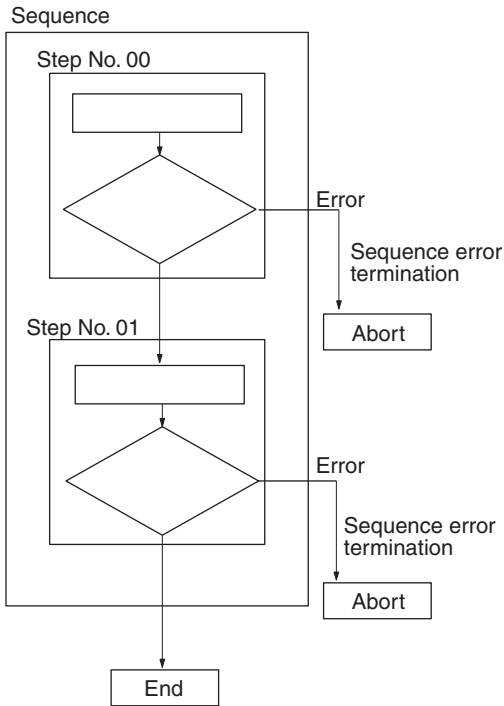 Sequence
Step No. 00
Error
Sequence error
termination
Abort
Step No. 01
Error
Sequence error
termination
Abort
End